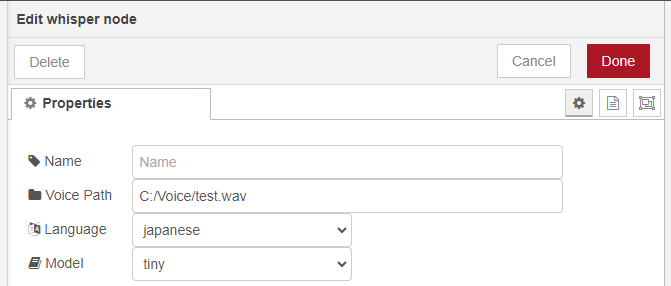 Edit whisper node
Delete
Cancel
Done
Properties
Name
Name
Voice Path
C:/Voice/test.wav
Language
japanese
Model
tiny